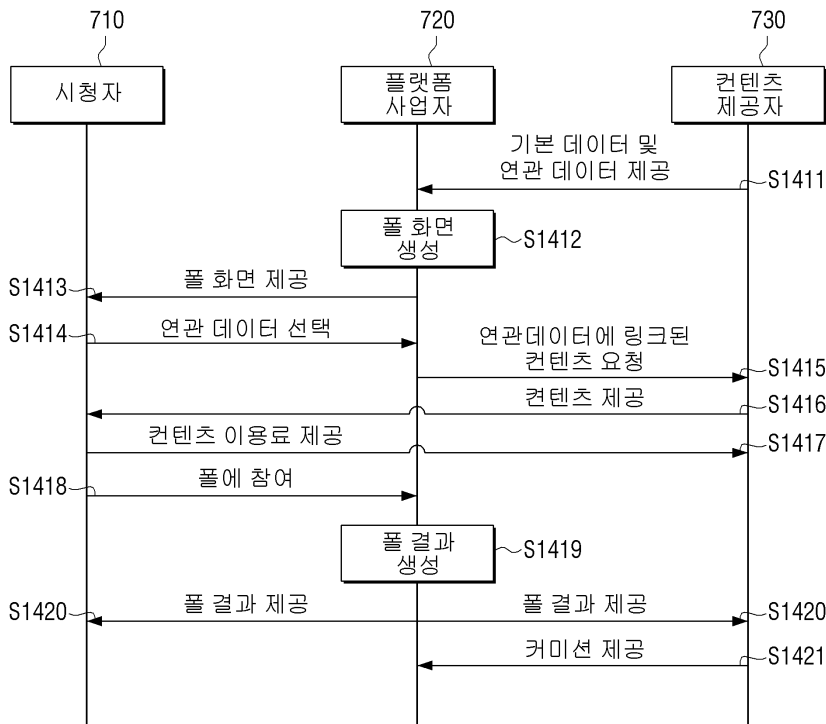 710
720
730
시청자
플랫폼
사업자
컨텐츠
제공자
기본 데이터 및
연관 데이터 제공
S1411
폴 화면
생성
S1412
S1413
폴 화면 제공
S1414
연관 데이터 선택
연관데이터에 링크된
컨텐츠 요청
S1415
컨텐츠 제공
S1416
컨텐츠 이용료 제공
S1417
S1418
폴에 참여
폴 결과
생성
S1419
S1420
폴 결과 제공
폴 결과 제공
S1420
커미션 제공
S1421